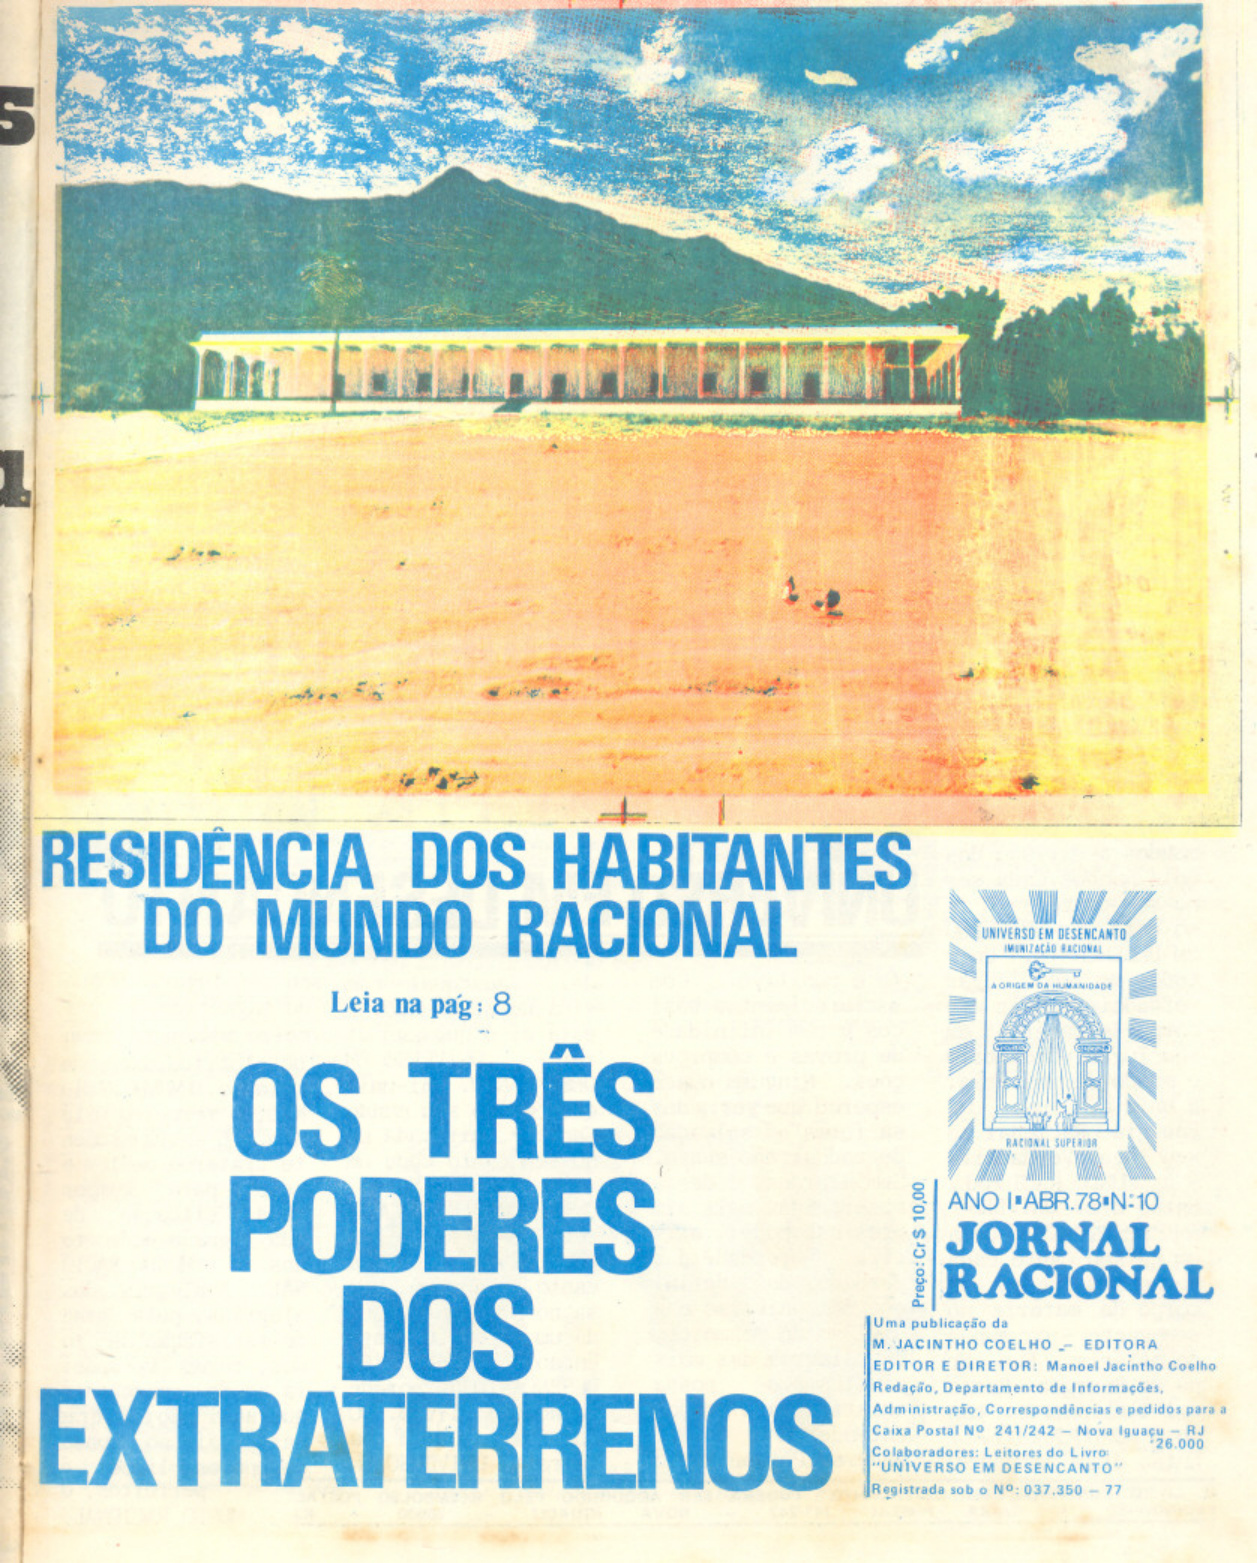 s
a
RESIDÊNCIA DOS HABITANTES
DO MUNDO RACIONAL
Leia na pág: 8
OS TRÊS
PODERES
DOS
EXTRATERRENOS
UNIVERSO EM DESENCANTO
IMUNIZAÇÃO RACIONAL
A ORIGEM DA HUMANIDADE
RACIONAL SUPERIOR
ANO I▪ABR.78▪N:10
Preço: Cr$ 10,00
JORNAL
RACIONAL
Uma publicação da
M. JACINTHO COELHO — EDITORA
EDITOR E DIRETOR: Manoel Jacintho Coelho
Redação, Departamento de Informações,
Administração, Correspondências e pedidos para a
Caixa Postal Nº 241/242 — Nova Iguaçu — RJ
26.000
Colaboradores: Leitores do Livro:
"UNIVERSO EM DESENCANTO"
Registrada sob o Nº: 037.350 — 77